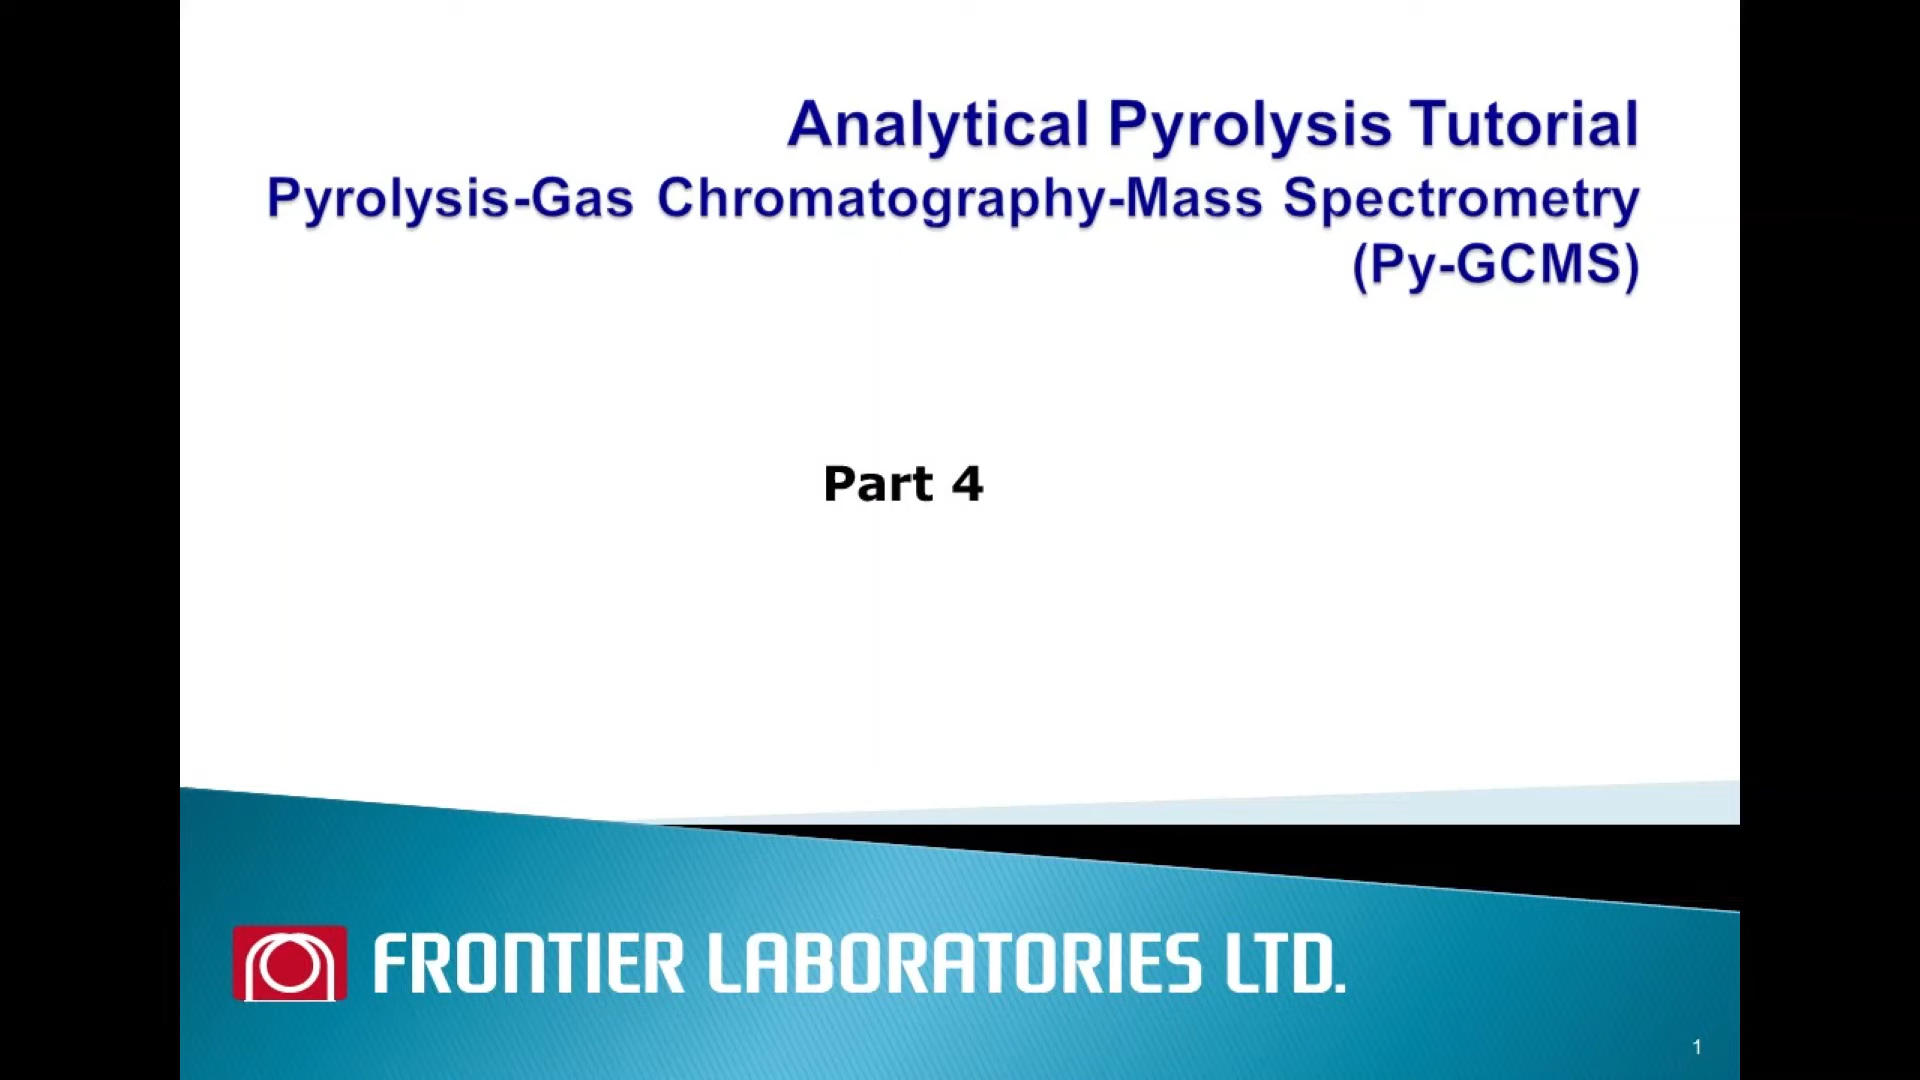 Analytical Pyrolysis Tutorial
Pyrolysis-Gas Chromatography-Mass Spectrometry
(Py-GCMS)
Part 4
FRONTIER LABORATORIES LTD.
1